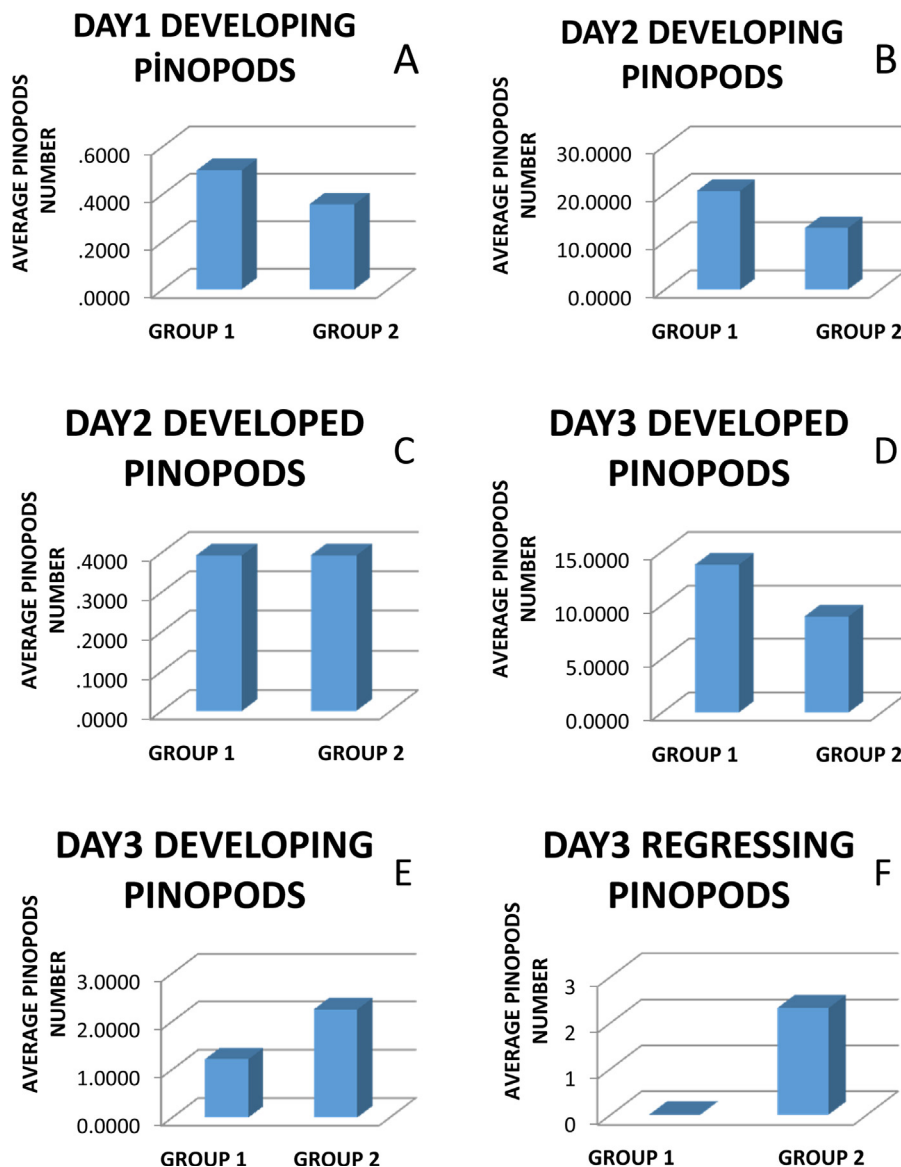 DAY1 DEVELOPING
PİNOPODS
A
AVERAGE PINOPODS
NUMBER
.6000
.4000
.2000
.0000
GROUP 1
GROUP 2
DAY2 DEVELOPING
PINOPODS
B
AVERAGE PINOPODS
NUMBER
30.0000
20.0000
10.0000
0.0000
GROUP 1
GROUP 2
DAY2 DEVELOPED
PINOPODS
C
AVERAGE PINOPODS
NUMBER
.4000
.3000
.2000
.1000
.0000
GROUP 1
GROUP 2
DAY3 DEVELOPED
PINOPODS
D
AVERAGE PINOPODS
NUMBER
15.0000
10.0000
5.0000
0.0000
GROUP 1
GROUP 2
DAY3 DEVELOPING
PINOPODS
E
AVERAGE PINOPODS
NUMBER
3.0000
2.0000
1.0000
0.0000
GROUP 1
GROUP 2
DAY3 REGRESSING
PINOPODS
F
AVERAGE PINOPODS
NUMBER
3
2
1
0
GROUP 1
GROUP 2